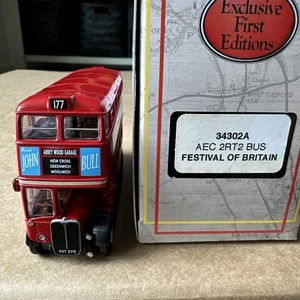 Exclusive
First
Editions
177
Read
JOHN
BULL
ABBEY WOOD GARAGE
NEW CROSS
GREENWICH
WOOLWICH
34302A
AEC 2RT2 BUS
FESTIVAL OF BRITAIN